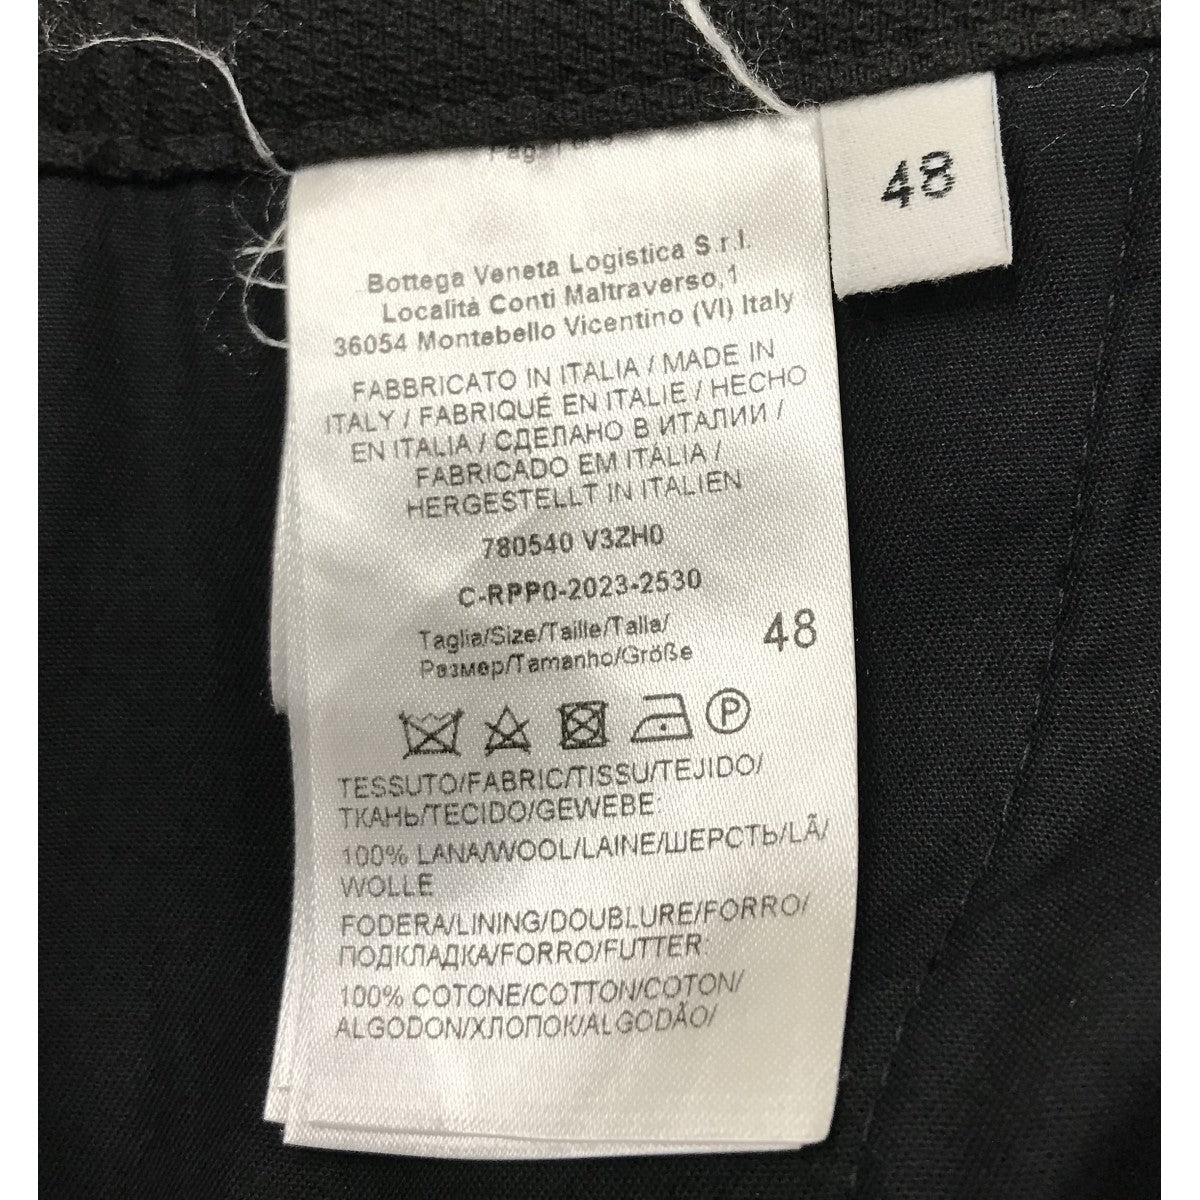 48
Bottega Veneta Logistica S.r.l.
Località Conti Maltraverso,1
36054 Montebello Vicentino (VI) Italy
FABBRICATO IN ITALIA / MADE IN
ITALY / FABRIQUÉ EN ITALIE / HECHO
EN ITALIA / СДЕЛАНО В ИТАЛИИ /
FABRICADO EM ITÁLIA /
HERGESTELLT IN ITALIEN
780540 V3ZH0
C-RPP0-2023-2530
Taglia/Size/Taille/Talla/
Размер/Tamanho/Größe 48
P
TESSUTO/FABRIC/TISSU/TEJIDO/
ТКАНЬ/TECIDO/GEWEBE:
100% LANA/WOOL/LAINE/ШЕРСТЬ/LÃ/
WOLLE
FODERA/LINING/DOUBLURE/FORRO/
ПОДКЛАДКА/FORRO/FUTTER:
100% COTONE/COTTON/COTON/
ALGODON/ХЛОПОК/ALGODÃO/